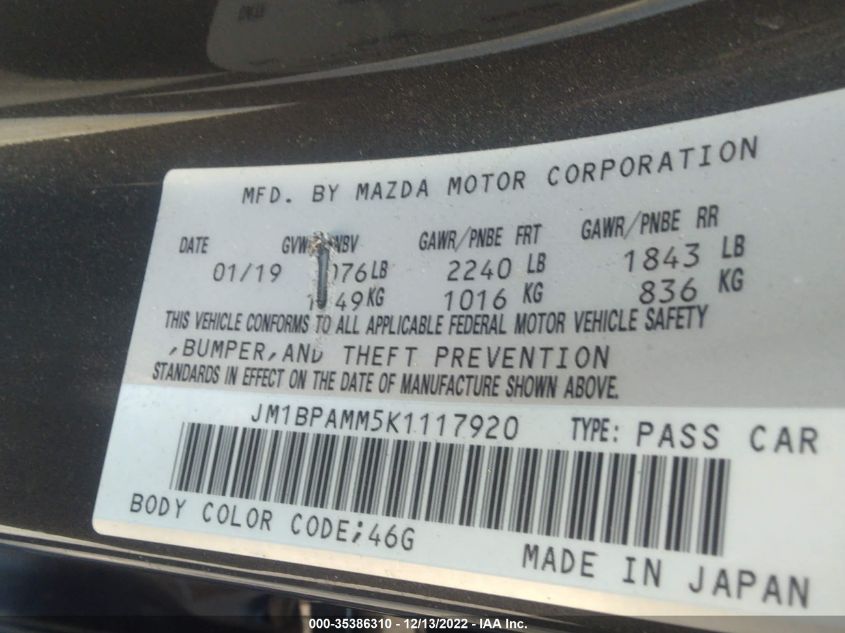 MFD. BY MAZDA MOTOR CORPORATION
DATE GAWR/PNBE FRT GAWR/PNBE RR
01/19 LB 2240 LB 1843 LB
KG 1016 KG 836 KG
THIS VEHICLE CONFORMS TO ALL APPLICABLE FEDERAL MOTOR VEHICLE SAFETY
,BUMPER,AND THEFT PREVENTION
STANDARDS IN EFFECT ON THE DATE OF MANUFACTURE SHOWN ABOVE.
JM1BPAMM5K1117920 TYPE: PASS CAR
BODY COLOR CODE;46G
MADE IN JAPAN
000-35386310 - 12/13/2022 - IAA Inc.